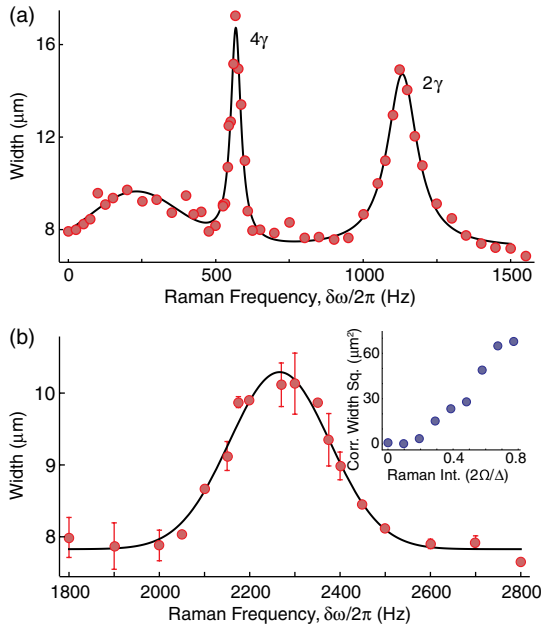 (a)
4γ
2γ
16
12
8
Width (μm)
0
500
1000
1500
Raman Frequency, δω/2π (Hz)
(b)
10
9
8
Width (μm)
1800
2000
2200
2400
2600
2800
Raman Frequency, δω/2π (Hz)
Corr. Width Sq. (μm²)
60
30
0
0
0.4
0.8
Raman Int. (2Ω/Δ)